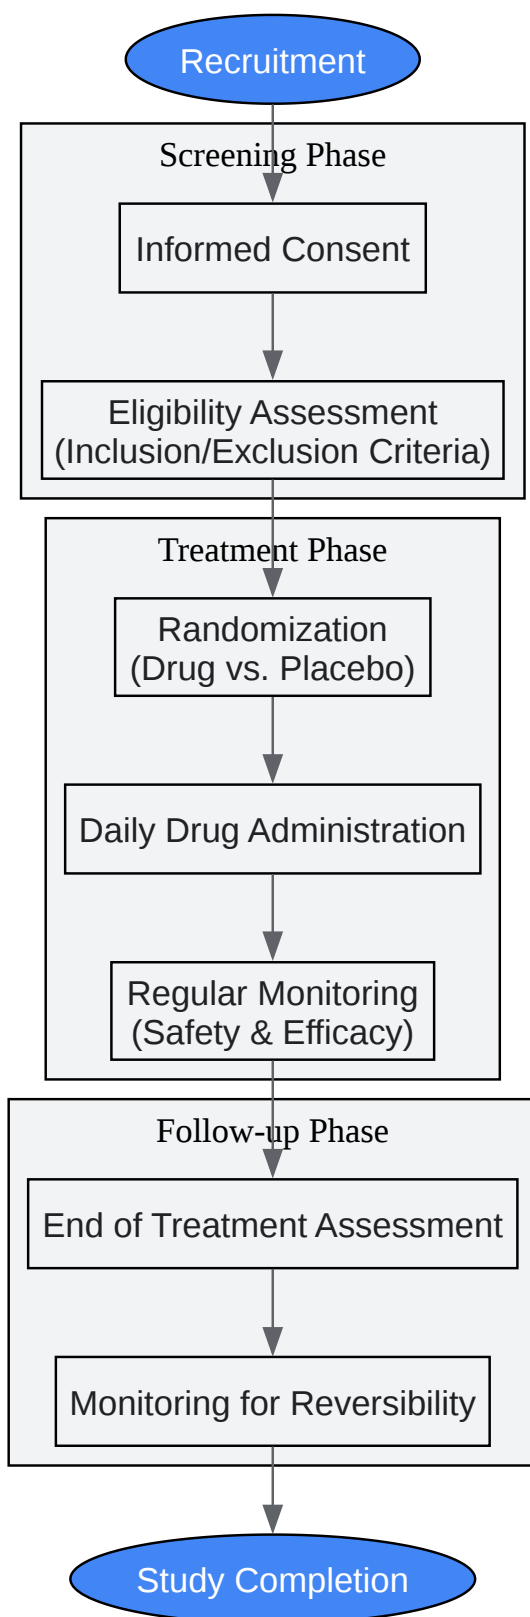 Recruitment
Screening Phase
Informed Consent
Eligibility Assessment
(Inclusion/Exclusion Criteria)
Treatment Phase
Randomization
(Drug vs. Placebo)
Daily Drug Administration
Regular Monitoring
(Safety & Efficacy)
Follow-up Phase
End of Treatment Assessment
Monitoring for Reversibility
Study Completion